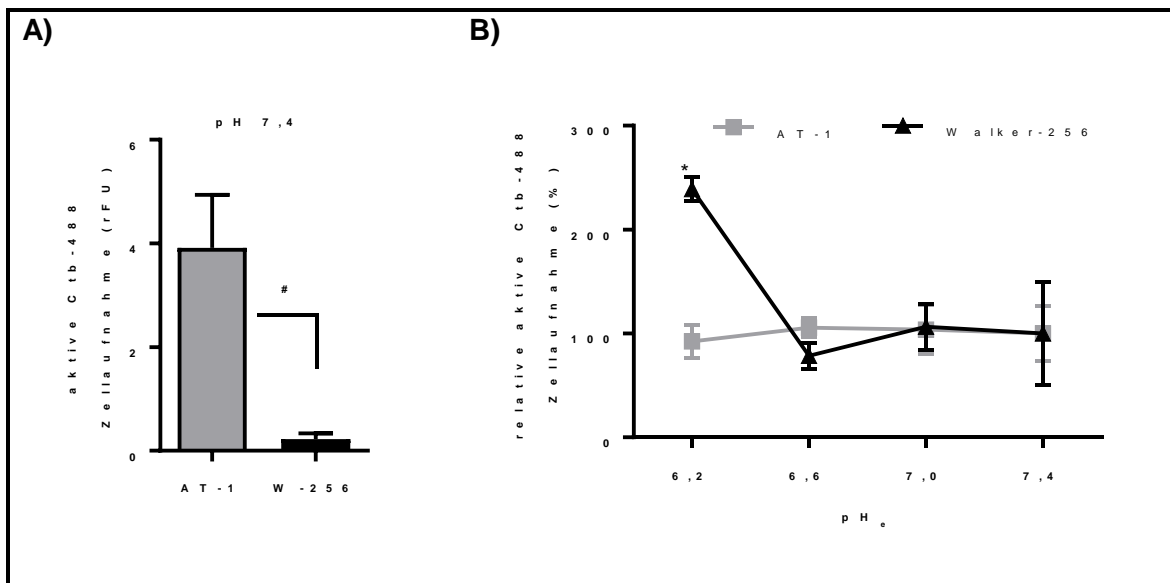 A)
pH 7,4
aktive Ctb-488
Zellaufnahme (rFU)
6
4
2
0
#
AT-1
W-256
B)
relative aktive Ctb-488
Zellaufnahme (%)
AT-1
Walker-256
300
200
100
0
*
6,2
6,6
7,0
7,4
pHe